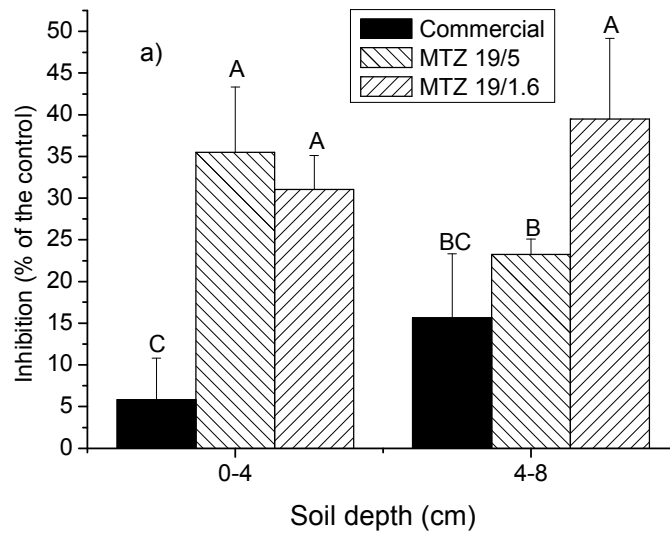 50
45
40
35
30
25
20
15
10
5
0
Inhibition (% of the control)
a)
Commercial
MTZ 19/5
MTZ 19/1.6
C
A
A
BC
B
A
0-4
4-8
Soil depth (cm)